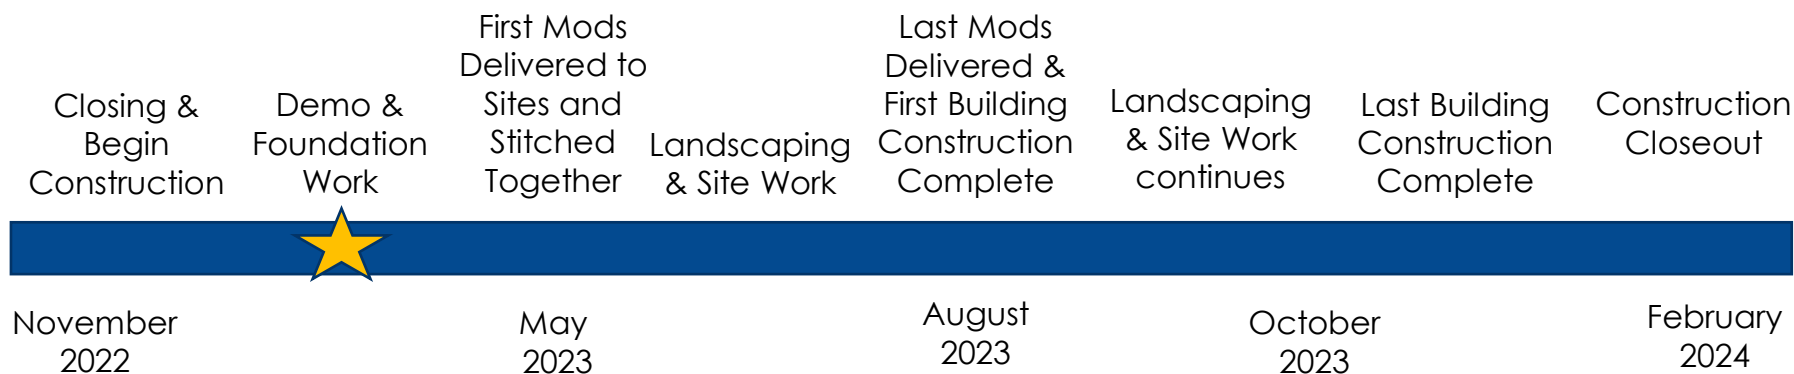 Closing &
Begin
Construction
Demo &
Foundation
Work
First Mods
Delivered to
Sites and
Stitched
Together
Landscaping
& Site Work
Last Mods
Delivered &
First Building
Construction
Complete
Landscaping
& Site Work
continues
Last Building
Construction
Complete
Construction
Closeout
November
2022
May
2023
August
2023
October
2023
February
2024